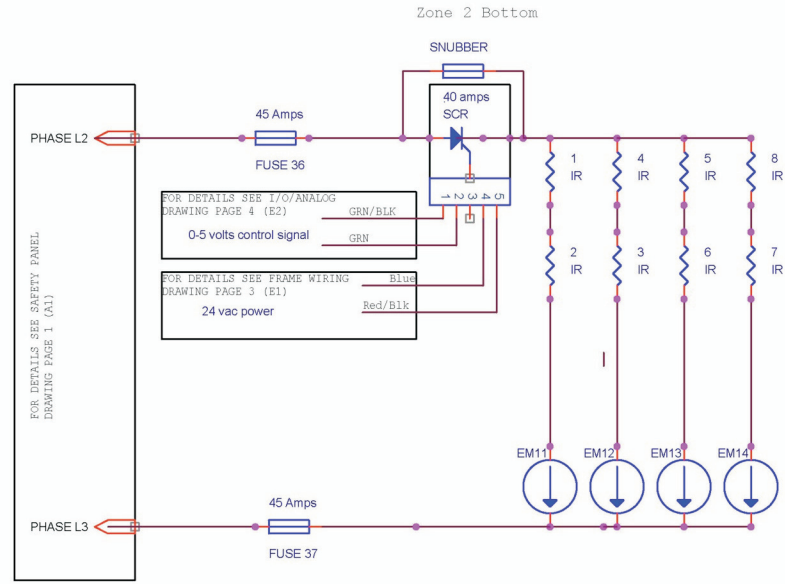 Zone 2 Bottom
SNUBBER
40 amps
SCR
45 Amps
PHASE L2
FUSE 36
1
IR
4
IR
5
IR
8
IR
1 2 3 4 5
FOR DETAILS SEE I/O/ANALOG
DRAWING PAGE 4 (E2)
GRN/BLK
0-5 volts control signal
GRN
2
IR
3
IR
6
IR
7
IR
FOR DETAILS SEE FRAME WIRING
DRAWING PAGE 3 (E1)
Blue
24 vac power
Red/Blk
FOR DETAILS SEE SAFETY PANEL
DRAWING PAGE 1 (A1)
EM11
EM12
EM13
EM14
45 Amps
PHASE L3
FUSE 37